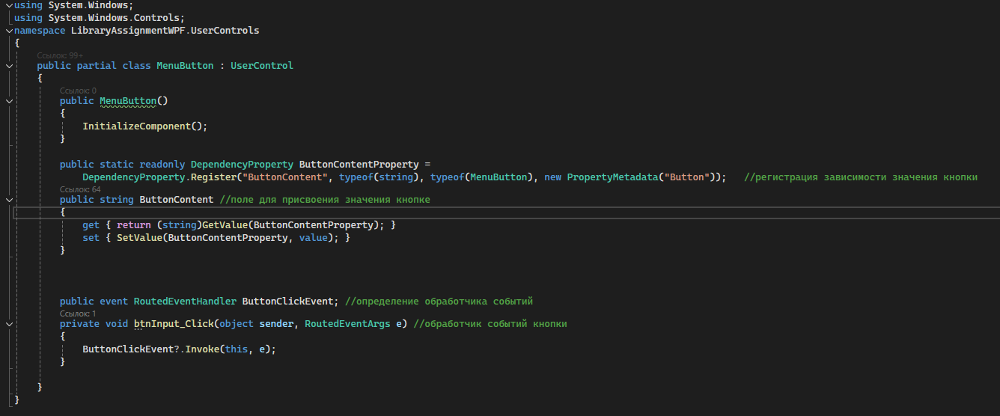 using System.Windows;
using System.Windows.Controls;
namespace LibraryAssignmentWPF.UserControls
{
Ссылок: 99+
public partial class MenuButton : UserControl
{
Ссылок: 0
public MenuButton()
{
InitializeComponent();
}
public static readonly DependencyProperty ButtonContentProperty =
DependencyProperty.Register("ButtonContent", typeof(string), typeof(MenuButton), new PropertyMetadata("Button")); //регистрация зависимости значения кнопки
Ссылок: 64
public string ButtonContent //поле для присвоения значения кнопке
{
get { return (string)GetValue(ButtonContentProperty); }
set { SetValue(ButtonContentProperty, value); }
}
public event RoutedEventHandler ButtonClickEvent; //определение обработчика событий
Ссылок: 1
private void btnInput_Click(object sender, RoutedEventArgs e) //обработчик событий кнопки
{
ButtonClickEvent?.Invoke(this, e);
}
}
}